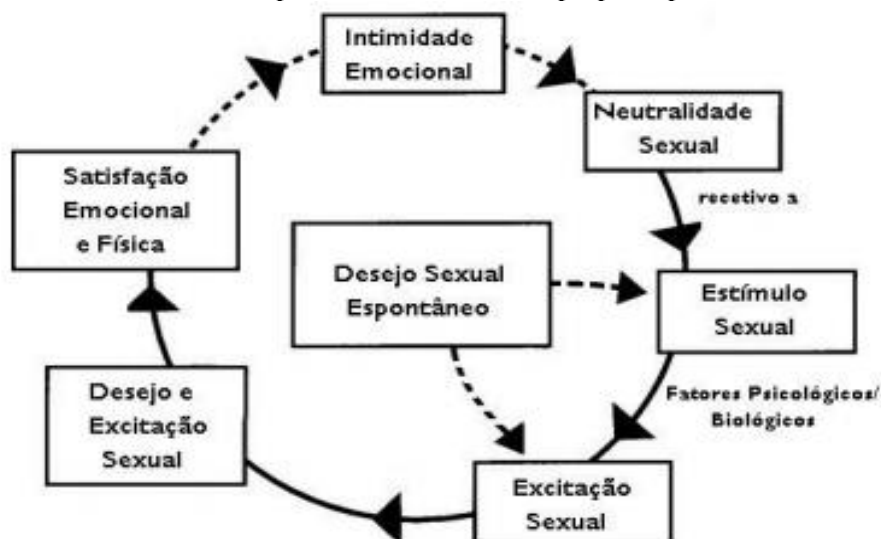 Intimidade
Emocional
Neutralidade
Sexual
recetivo a
Estímulo
Sexual
Fatores Psicológicos/
Biológicos
Excitação
Sexual
Desejo e
Excitação
Sexual
Satisfação
Emocional
e Física
Desejo Sexual
Espontâneo